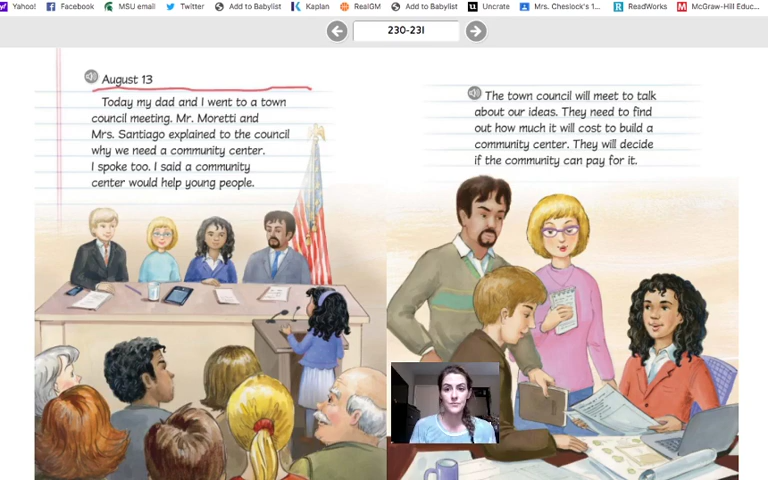 Yahoo! Facebook MSU email Twitter Add to Babylist Kaplan RealGM Add to Babylist Uncrate Mrs. Cheslock's 1... ReadWorks McGraw-Hill Educ...
230-231
August 13
Today my dad and I went to a town
council meeting. Mr. Moretti and
Mrs. Santiago explained to the council
why we need a community center.
I spoke too. I said a community
center would help young people.
The town council will meet to talk
about our ideas. They need to find
out how much it will cost to build a
community center. They will decide
if the community can pay for it.